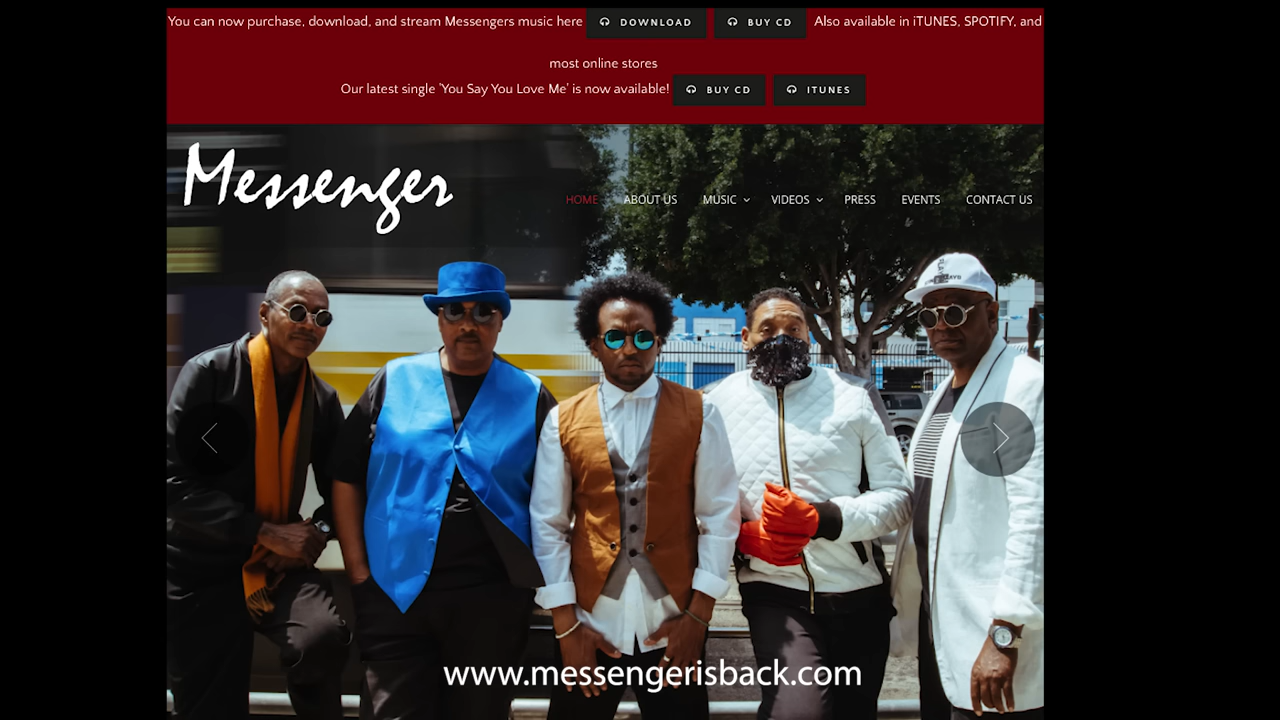 You can now purchase, download, and stream Messengers music here DOWNLOAD BUY CD Also available in iTUNES, SPOTIFY, and
most online stores
Our latest single 'You Say You Love Me' is now available! BUY CD ITUNES
Messenger
HOME ABOUT US MUSIC VIDEOS PRESS EVENTS CONTACT US
www.messengerisback.com